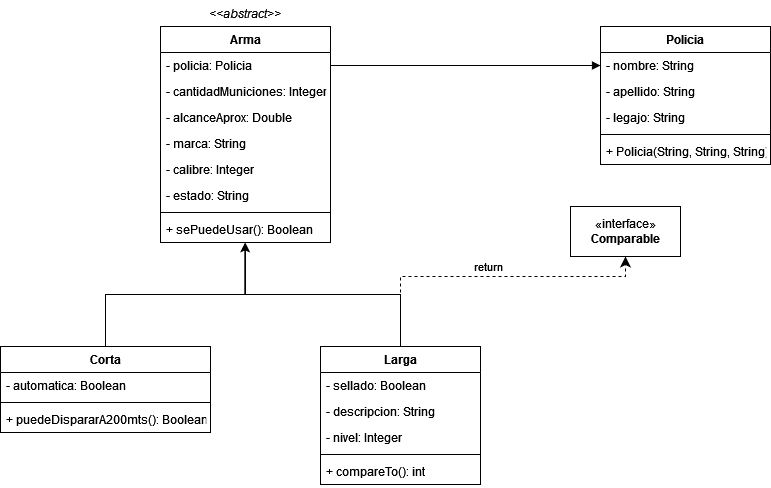 <<abstract>>
Arma
- policia: Policia
- cantidadMuniciones: Integer
- alcanceAprox: Double
- marca: String
- calibre: Integer
- estado: String
+ sePuedeUsar(): Boolean
Policia
- nombre: String
- apellido: String
- legajo: String
+ Policia(String, String, String)
«interface»
Comparable
return
Corta
- automatica: Boolean
+ puedeDispararA200mts(): Boolean
Larga
- sellado: Boolean
- descripcion: String
- nivel: Integer
+ compareTo(): int